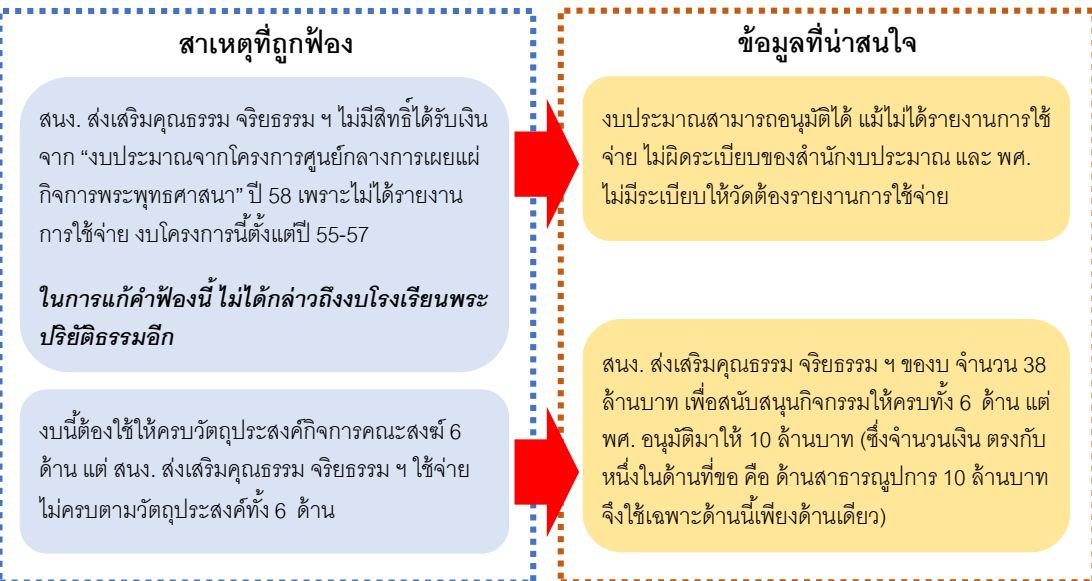 สาเหตุที่ถูกฟ้อง
สนง. ส่งเสริมคุณธรรม จริยธรรม ฯ ไม่มีสิทธิ์ได้รับเงิน
จาก “งบประมาณจากโครงการศูนย์กลางการเผยแผ่
กิจการพระพุทธศาสนา” ปี 58 เพราะไม่ได้รายงาน
การใช้จ่าย งบโครงการนี้ตั้งแต่ปี 55-57
ในการแก้คำฟ้องนี้ ไม่ได้กล่าวถึงงบโรงเรียนพระ
ปริยัติธรรมอีก
งบนี้ต้องใช้ให้ครบวัตถุประสงค์กิจการคณะสงฆ์ 6
ด้าน แต่ สนง. ส่งเสริมคุณธรรม จริยธรรม ฯ ใช้จ่าย
ไม่ครบตามวัตถุประสงค์ทั้ง 6 ด้าน
ข้อมูลที่น่าสนใจ
งบประมาณสามารถอนุมัติได้ แม้ไม่ได้รายงานการใช้
จ่าย ไม่ผิดระเบียบของสำนักงบประมาณ และ พศ.
ไม่มีระเบียบให้วัดต้องรายงานการใช้จ่าย
สนง. ส่งเสริมคุณธรรม จริยธรรม ฯ ของบ จำนวน 38
ล้านบาท เพื่อสนับสนุนกิจกรรมให้ครบทั้ง 6 ด้าน แต่
พศ. อนุมัติมาให้ 10 ล้านบาท (ซึ่งจำนวนเงิน ตรงกับ
หนึ่งในด้านที่ขอ คือ ด้านสาธารณูปการ 10 ล้านบาท
จึงใช้เฉพาะด้านนี้เพียงด้านเดียว)